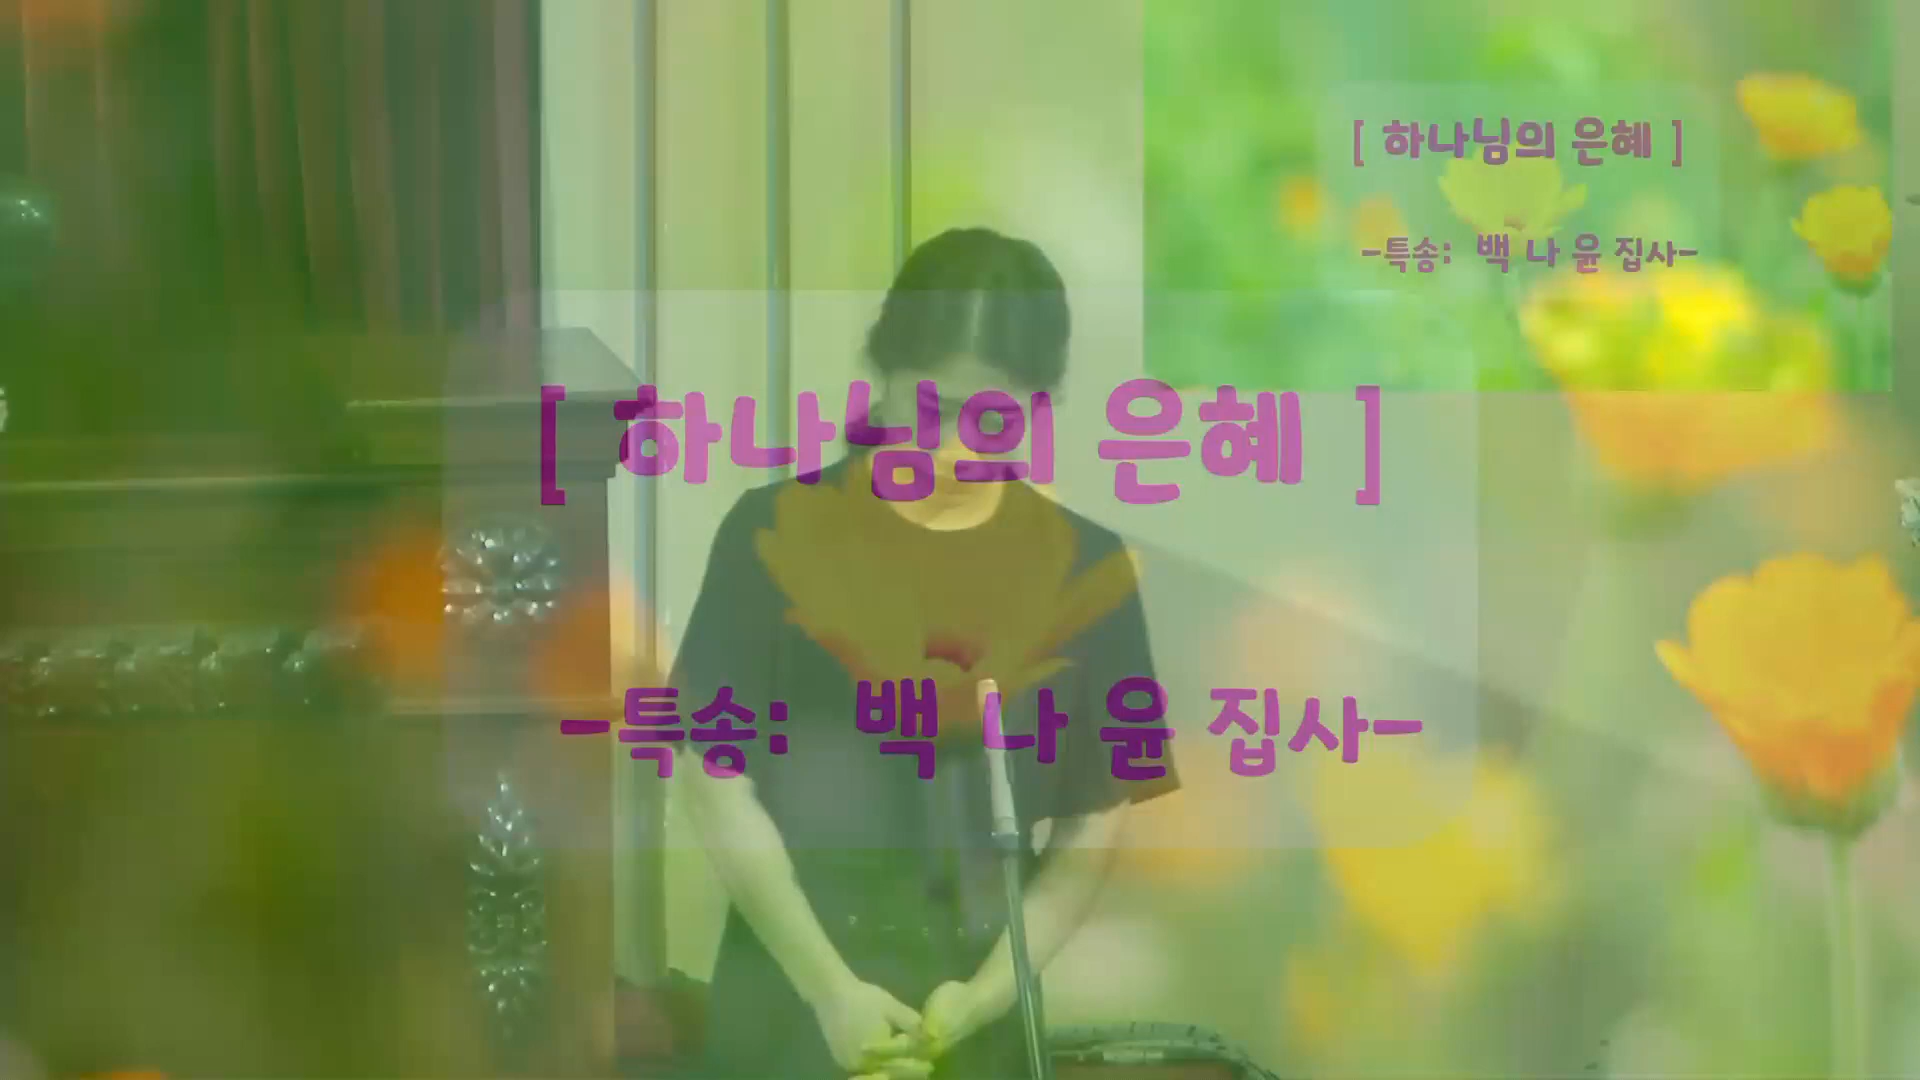 [ 하나님의 은혜 ]
-특송: 백 나 윤 집사-
[ 하나님의 은혜 ]
-특송: 백 나 윤 집사-